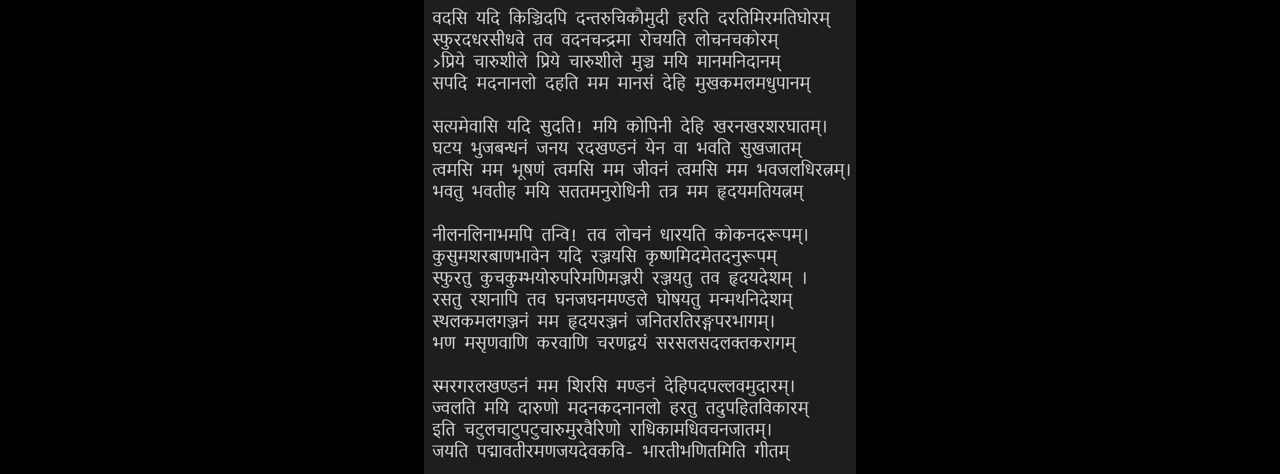 वदसि यदि किञ्चिदपि दन्तरुचिकौमुदी हरति दरतिमिरमतिघोरम्
स्फुरदधरसीधवे तव वदनचन्द्रमा रोचयति लोचनचकोरम्
>प्रिये चारुशीले प्रिये चारुशीले मुञ्च मयि मानमनिदानम्
सपदि मदनानलो दहति मम मानसं देहि मुखकमलमधुपानम्
सत्यमेवासि यदि सुदति! मयि कोपिनी देहि खरनखरशरघातम्।
घटय भुजबन्धनं जनय रदखण्डनं येन वा भवति सुखजातम्
त्वमसि मम भूषणं त्वमसि मम जीवनं त्वमसि मम भवजलधिरत्नम्।
भवतु भवतीह मयि सततमनुरोधिनी तत्र मम हृदयमतियत्नम्
नीलनलिनाभमपि तन्वि! तव लोचनं धारयति कोकनदरूपम्।
कुसुमशरबाणभावेन यदि रञ्जयसि कृष्णमिदमेतदनुरूपम्
स्फुरतु कुचकुम्भयोरुपरिमणिमञ्जरी रञ्जयतु तव हृदयदेशम् ।
रसतु रशनापि तव घनजघनमण्डले घोषयतु मन्मथनिदेशम्
स्थलकमलगञ्जनं मम हृदयरञ्जनं जनितरतिरङ्गपरभागम्।
भण मसृणवाणि करवाणि चरणद्वयं सरसलसदलक्तकरागम्
स्मरगरलखण्डनं मम शिरसि मण्डनं देहिपदपल्लवमुदारम्।
ज्वलति मयि दारुणो मदनकदनानलो हरतु तदुपहितविकारम्
इति चटुलचाटुपटुचारुमुरवैरिणो राधिकामधिवचनजातम्।
जयति पद्मावतीरमणजयदेवकवि- भारतीभणितमिति गीतम्